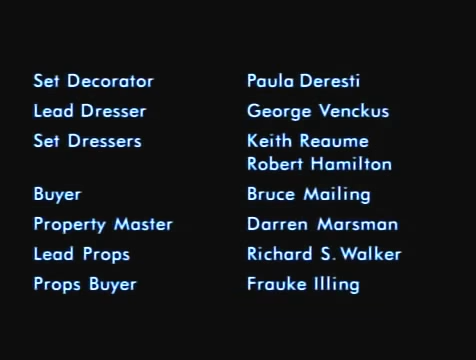 Set Decorator Paula Deresti
Lead Dresser George Venckus
Set Dressers Keith Reaume
Robert Hamilton
Buyer Bruce Mailing
Property Master Darren Marsman
Lead Props Richard S. Walker
Props Buyer Frauke Illing